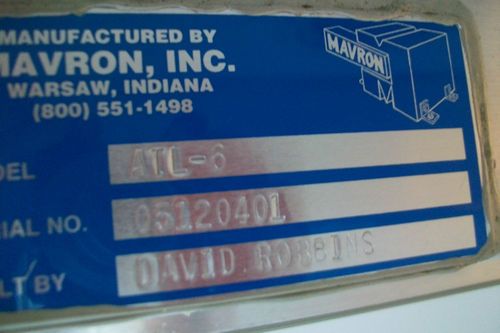 MANUFACTURED BY
MAVRON, INC.
WARSAW, INDIANA
(800) 551-1498
MAVRON
DEL ATL-6
IAL NO. 05120401
LT BY DAVID ROBBINS